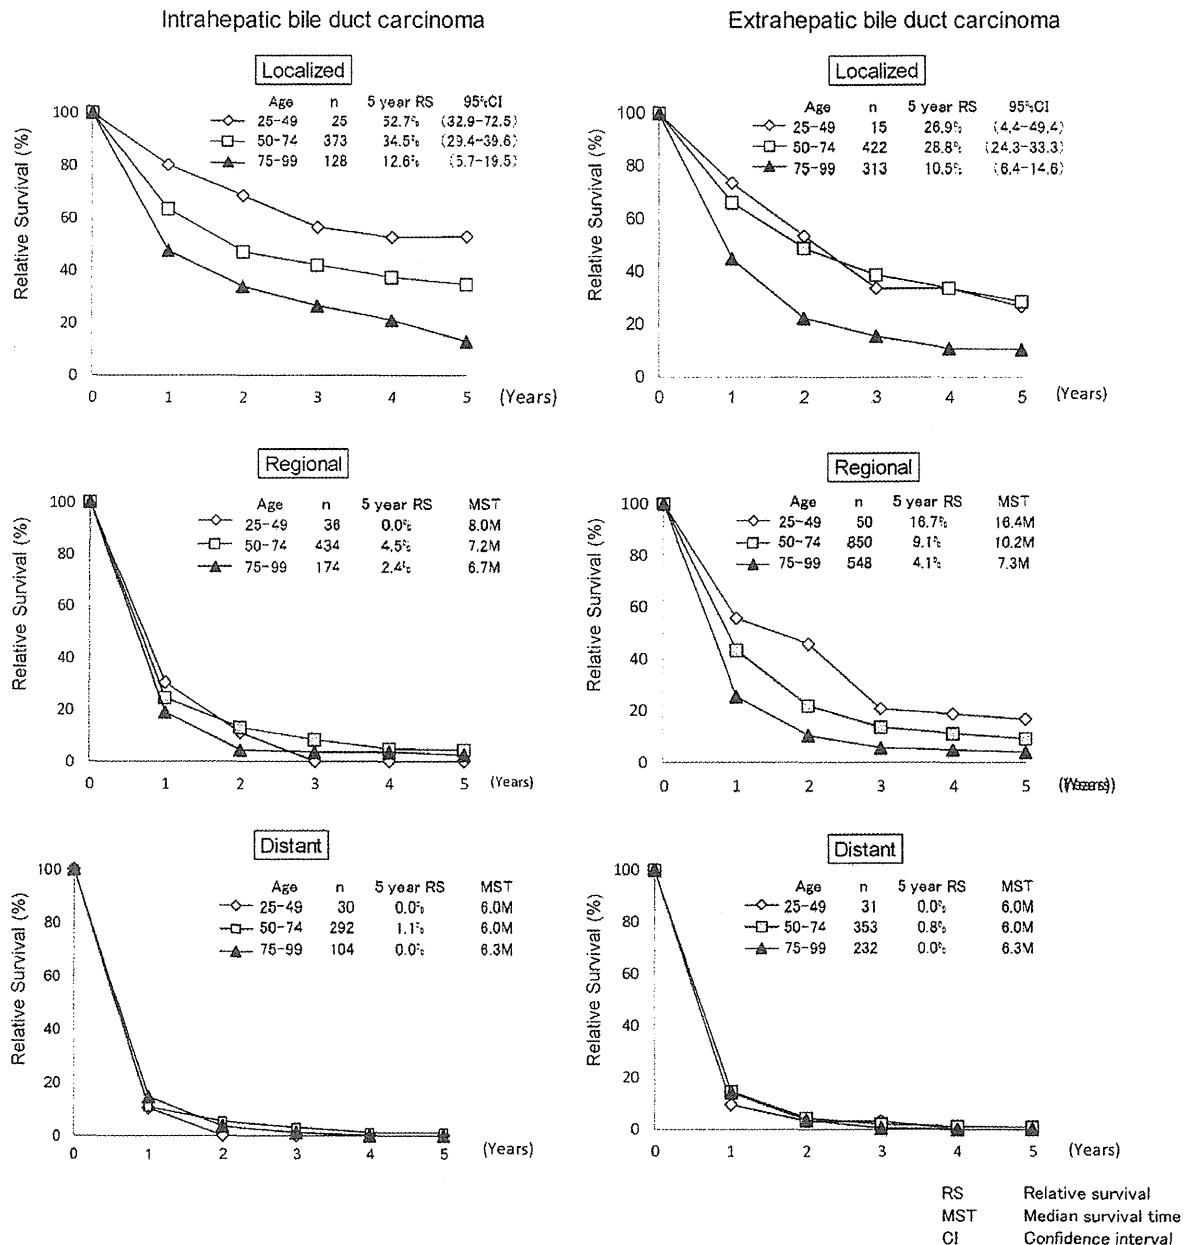 Intrahepatic bile duct carcinoma
Localized
Age n 5 year RS 95%CI
25-49 25 52.7% (32.9-72.5)
50-74 373 34.5% (29.4-39.6)
75-99 128 12.6% (5.7-19.5)
Relative Survival (%)
100
80
60
40
20
0
0 1 2 3 4 5 (Years)
Regional
Age n 5 year RS MST
25-49 36 0.0% 8.0M
50-74 434 4.5% 7.2M
75-99 174 2.4% 6.7M
Relative Survival (%)
100
80
60
40
20
0
0 1 2 3 4 5 (Years)
Distant
Age n 5 year RS MST
25-49 30 0.0% 6.0M
50-74 292 1.1% 6.0M
75-99 104 0.0% 6.3M
Relative Survival (%)
100
80
60
40
20
0
0 1 2 3 4 5 (Years)
Extrahepatic bile duct carcinoma
Localized
Age n 5 year RS 95%CI
25-49 15 26.9% (4.4-49.4)
50-74 422 28.8% (24.3-33.3)
75-99 313 10.5% (6.4-14.6)
Relative Survival (%)
100
80
60
40
20
0
0 1 2 3 4 5 (Years)
Regional
Age n 5 year RS MST
25-49 50 16.7% 16.4M
50-74 850 9.1% 10.2M
75-99 548 4.1% 7.3M
Relative Survival (%)
100
80
60
40
20
0
0 1 2 3 4 5
Distant
Age n 5 year RS MST
25-49 31 0.0% 6.0M
50-74 353 0.8% 6.0M
75-99 232 0.0% 6.3M
Relative Survival (%)
100
80
60
40
20
0
0 1 2 3 4 5 (Years)
RS Relative survival
MST Median survival time
CI Confidence interval